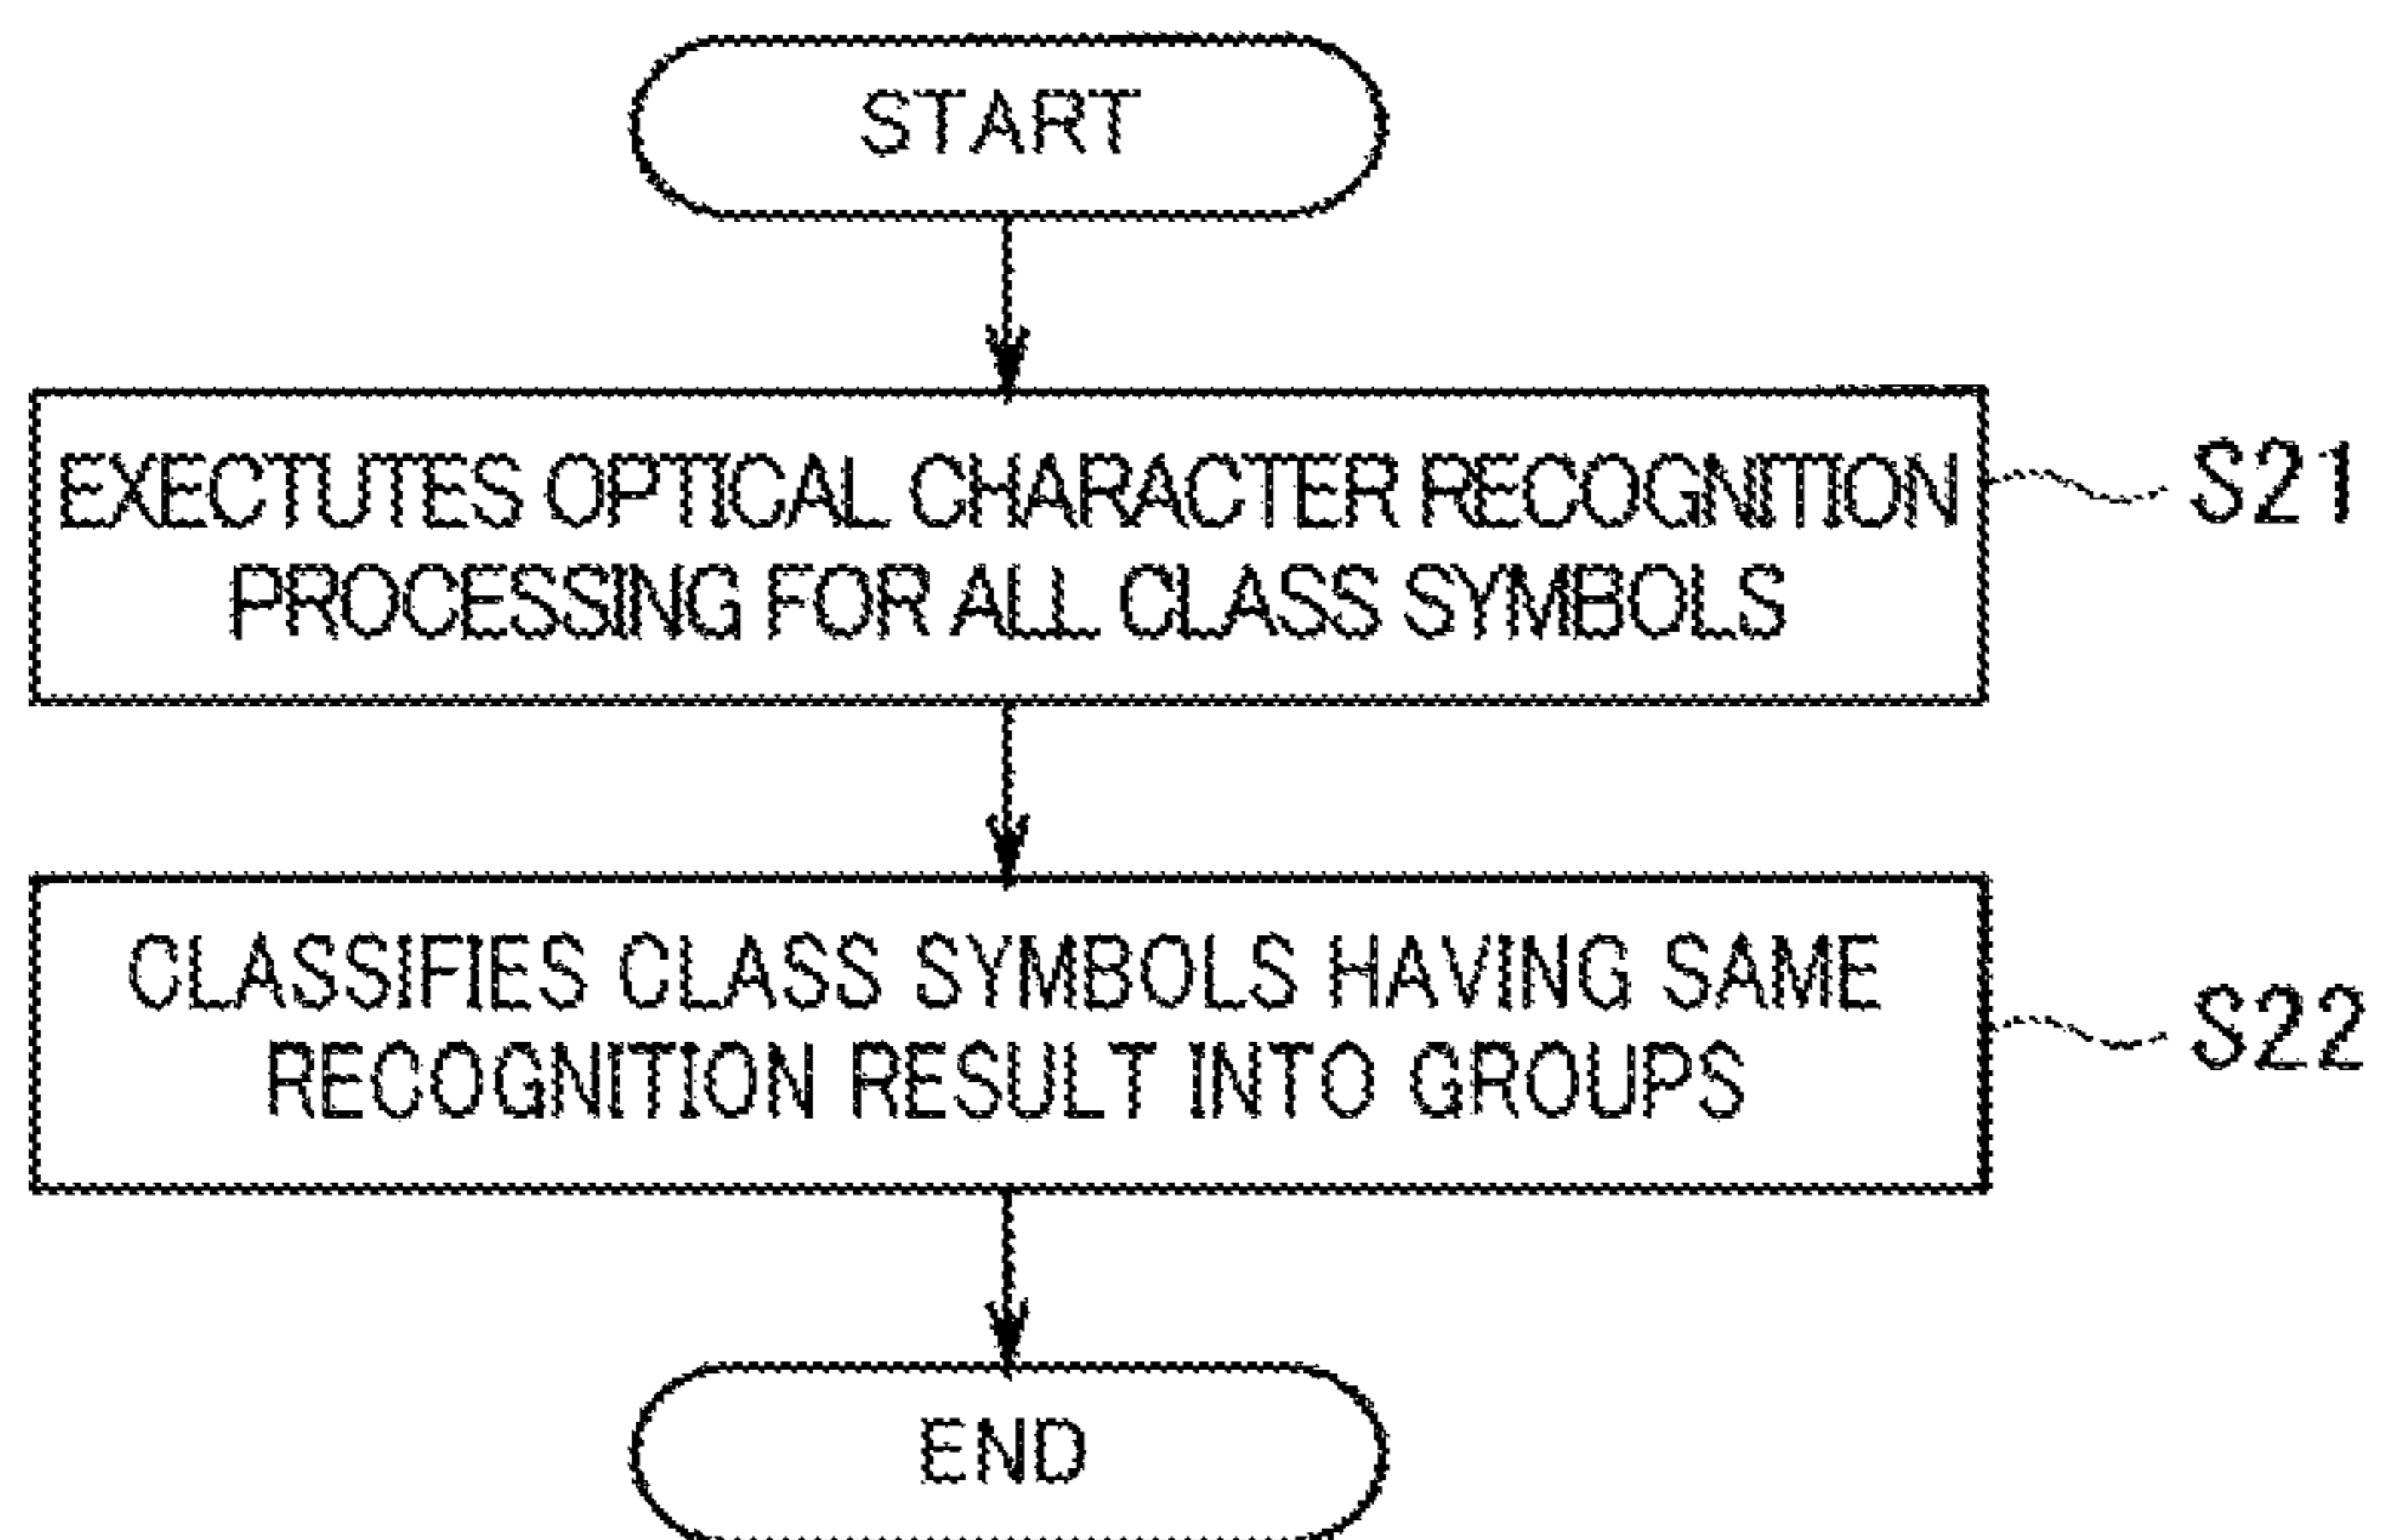 START
EXECTUTES OPTICAL CHARACTER RECOGNITION
PROCESSING FOR ALL CLASS SYMBOLS
S21
CLASSIFIES CLASS SYMBOLS HAVING SAME
RECOGNITION RESULT INTO GROUPS
S22
END